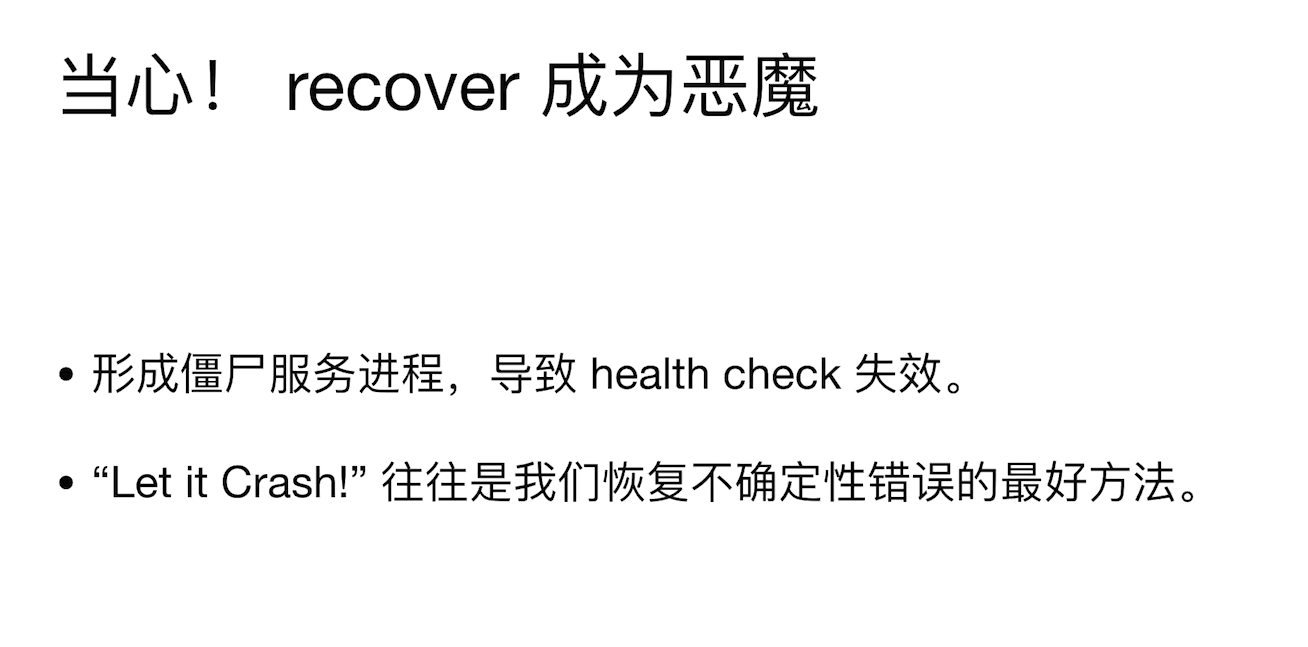 当心！ recover 成为恶魔
• 形成僵尸服务进程，导致 health check 失效。
• “Let it Crash!” 往往是我们恢复不确定性错误的最好方法。